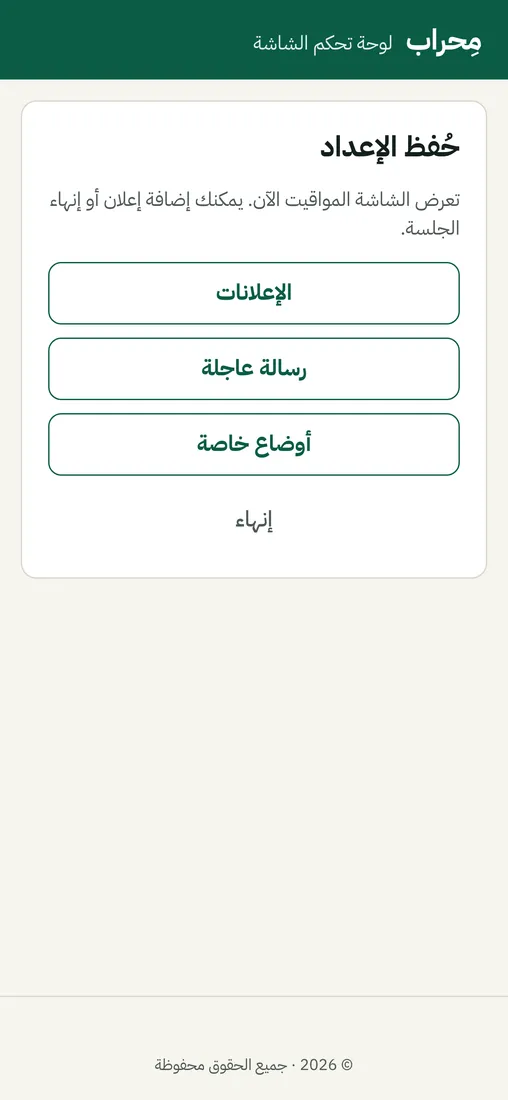 مِحراب لوحة تحكم الشاشة
حُفظ الإعداد
تعرض الشاشة المواقيت الآن. يمكنك إضافة إعلان أو إنهاء
الجلسة.
الإعلانات
رسالة عاجلة
أوضاع خاصة
إنهاء
© 2026 · جميع الحقوق محفوظة